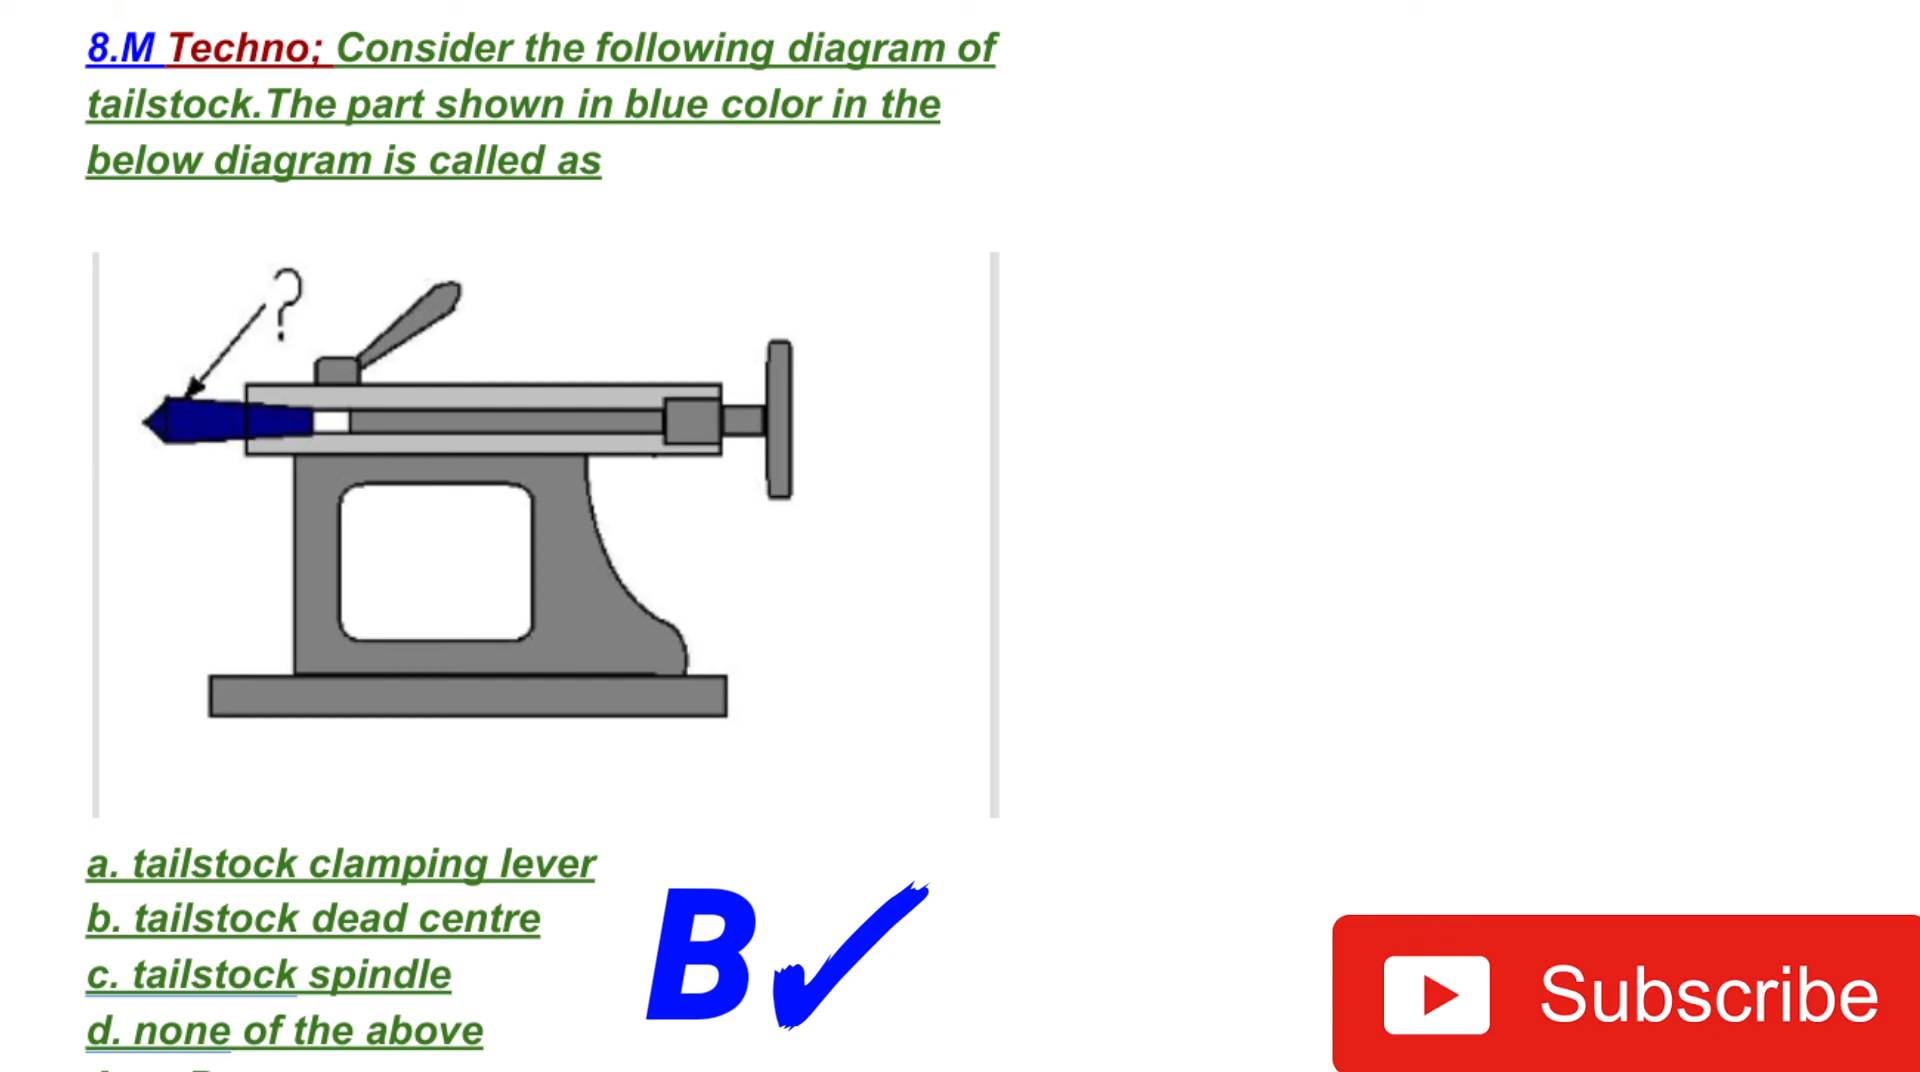 8.M Techno; Consider the following diagram of
tailstock.The part shown in blue color in the
below diagram is called as
?
a. tailstock clamping lever
b. tailstock dead centre
c. tailstock spindle
d. none of the above
B✓
Subscribe